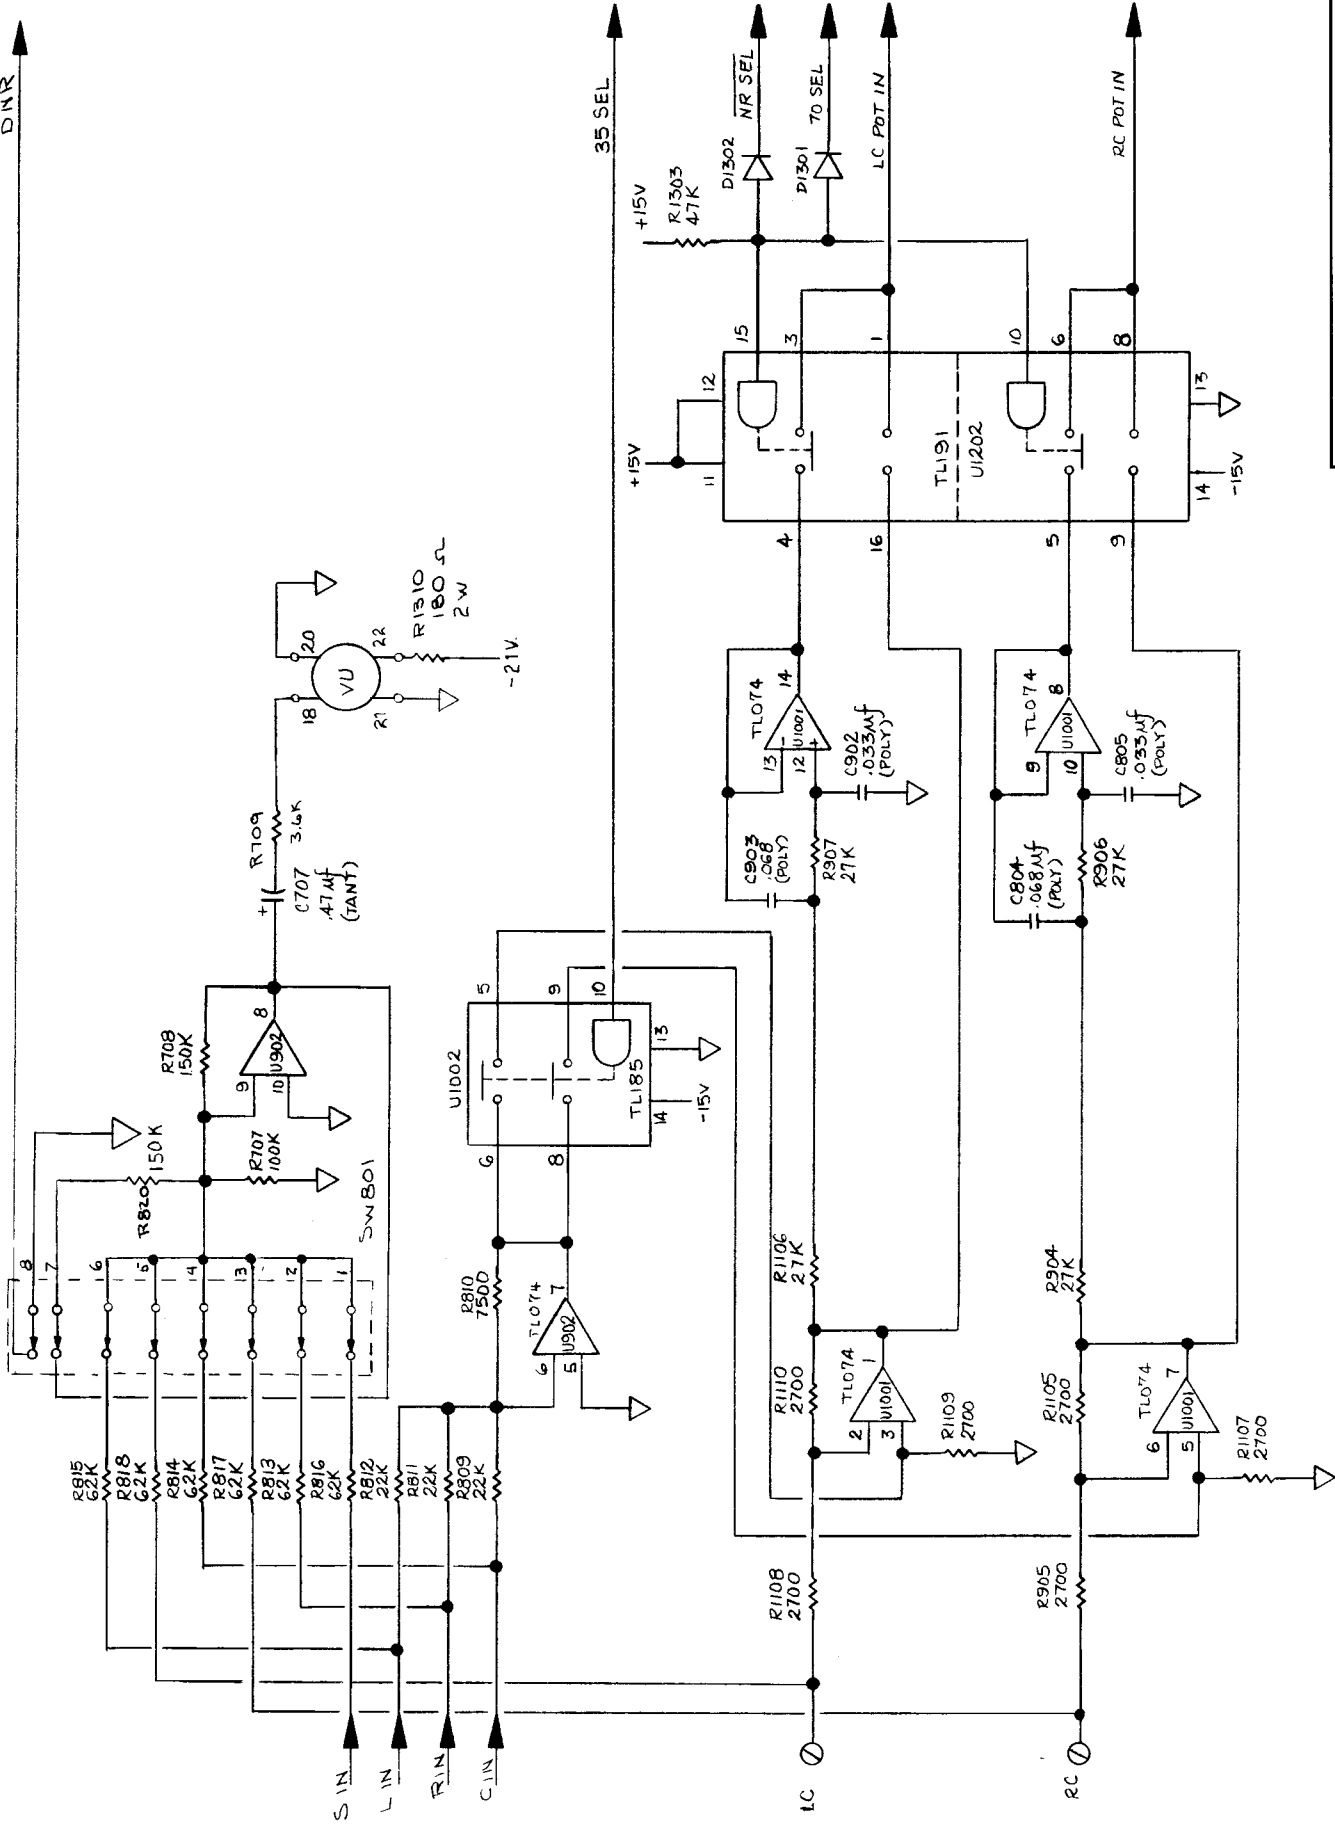 DNR
35 SEL
NR SEL
70 SEL
LC POT IN
RC POT IN
D1302
D1301
+15V
R1303
47K
15
3
1
10
6
8
12
13
+15V
11
TL191
U1202
14
-15V
4
16
5
9
20
22
R1310
180 Ω
2W
VU
18
21
-21V.
R709
3.6K
+
C707
.47 µf
(TANT)
R708
150K
8
9
10
U902
150K
R820
R707
100K
SW801
8
7
6
5
4
3
2
1
U1002
5
9
10
13
TL185
14
-15V
6
8
TL074
14
U1001
13
-
12
+
C902
.033 µf
(POLY)
C903
.068
(POLY)
R907
27K
TL074
8
U1001
9
10
C805
.033 µf
(POLY)
C804
.068 µf
(POLY)
R906
27K
R810
7500
TL074
7
U902
6
5
R1106
27K
R1110
2700
TL074
1
U1001
2
3
R1109
2700
R904
27K
R1105
2700
TL074
7
U1001
6
5
R1107
2700
R815
62K
R818
62K
R814
62K
R817
62K
R813
62K
R816
62K
R812
22K
R811
22K
R809
22K
R1108
2700
R905
2700
S IN
L IN
R IN
C IN
LC
RC